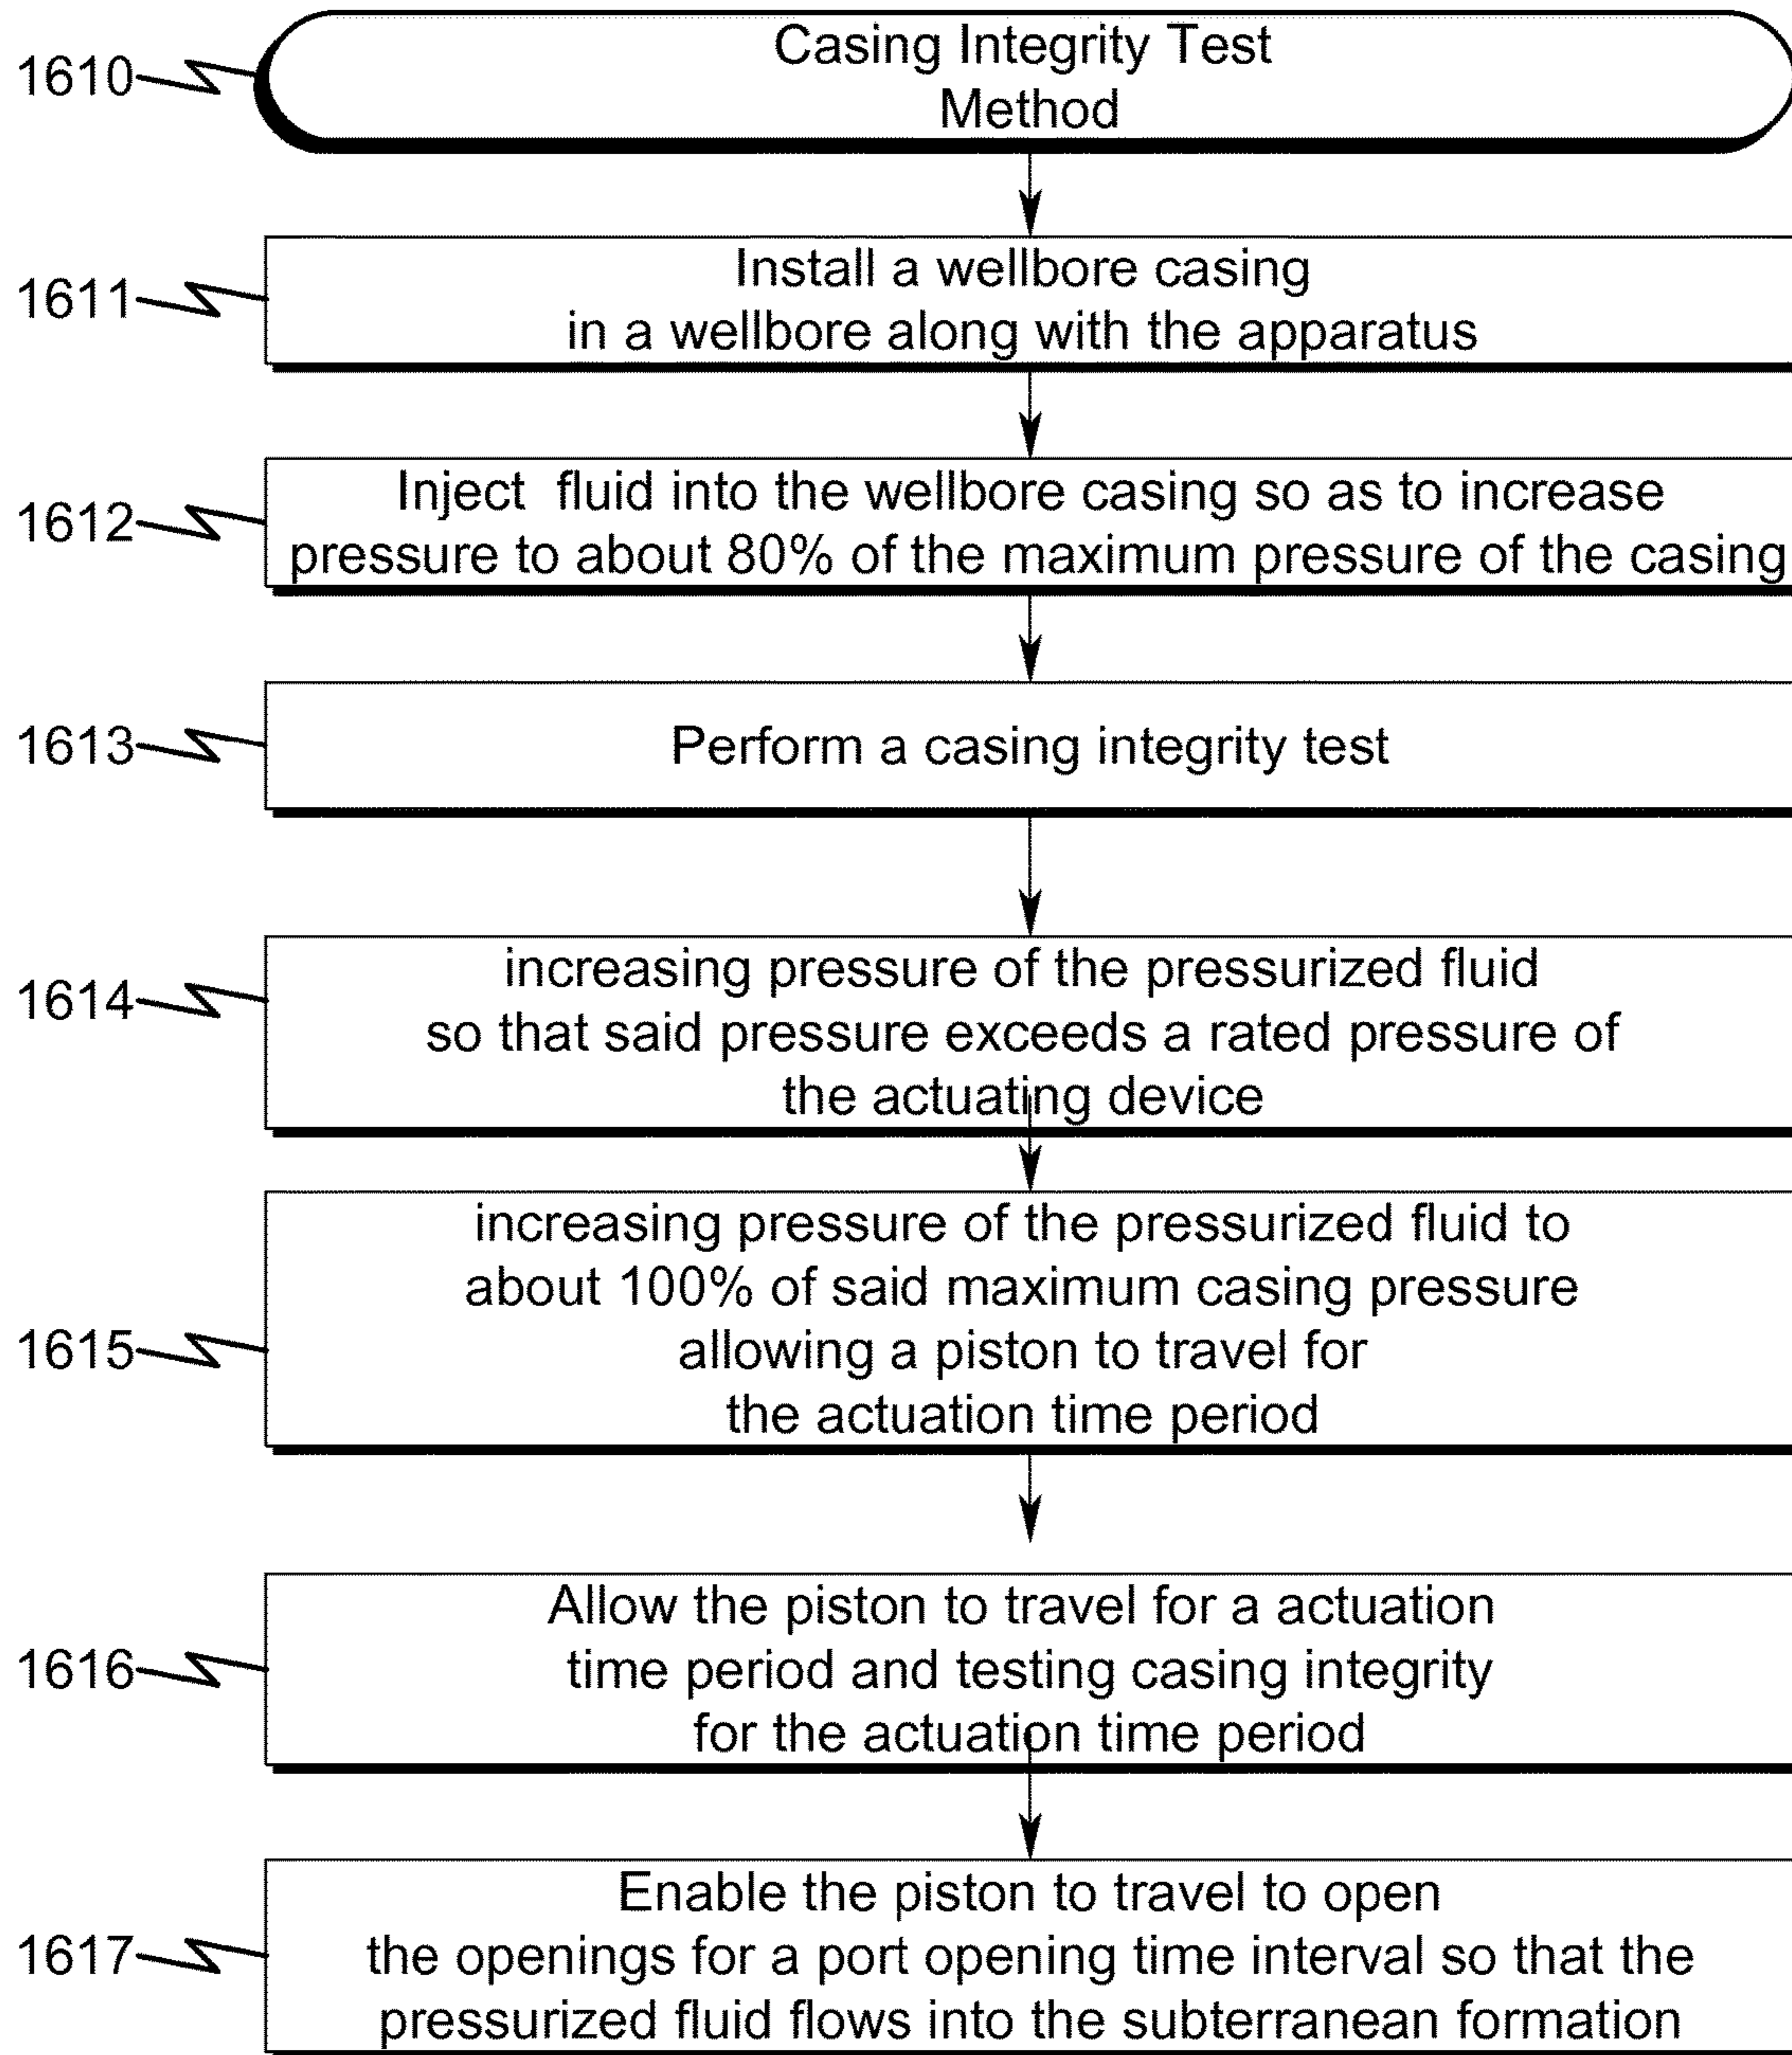 1610
Casing Integrity Test
Method
1611
Install a wellbore casing
in a wellbore along with the apparatus
1612
Inject fluid into the wellbore casing so as to increase
pressure to about 80% of the maximum pressure of the casing
1613
Perform a casing integrity test
1614
increasing pressure of the pressurized fluid
so that said pressure exceeds a rated pressure of
the actuating device
1615
increasing pressure of the pressurized fluid to
about 100% of said maximum casing pressure
allowing a piston to travel for
the actuation time period
1616
Allow the piston to travel for a actuation
time period and testing casing integrity
for the actuation time period
1617
Enable the piston to travel to open
the openings for a port opening time interval so that the
pressurized fluid flows into the subterranean formation